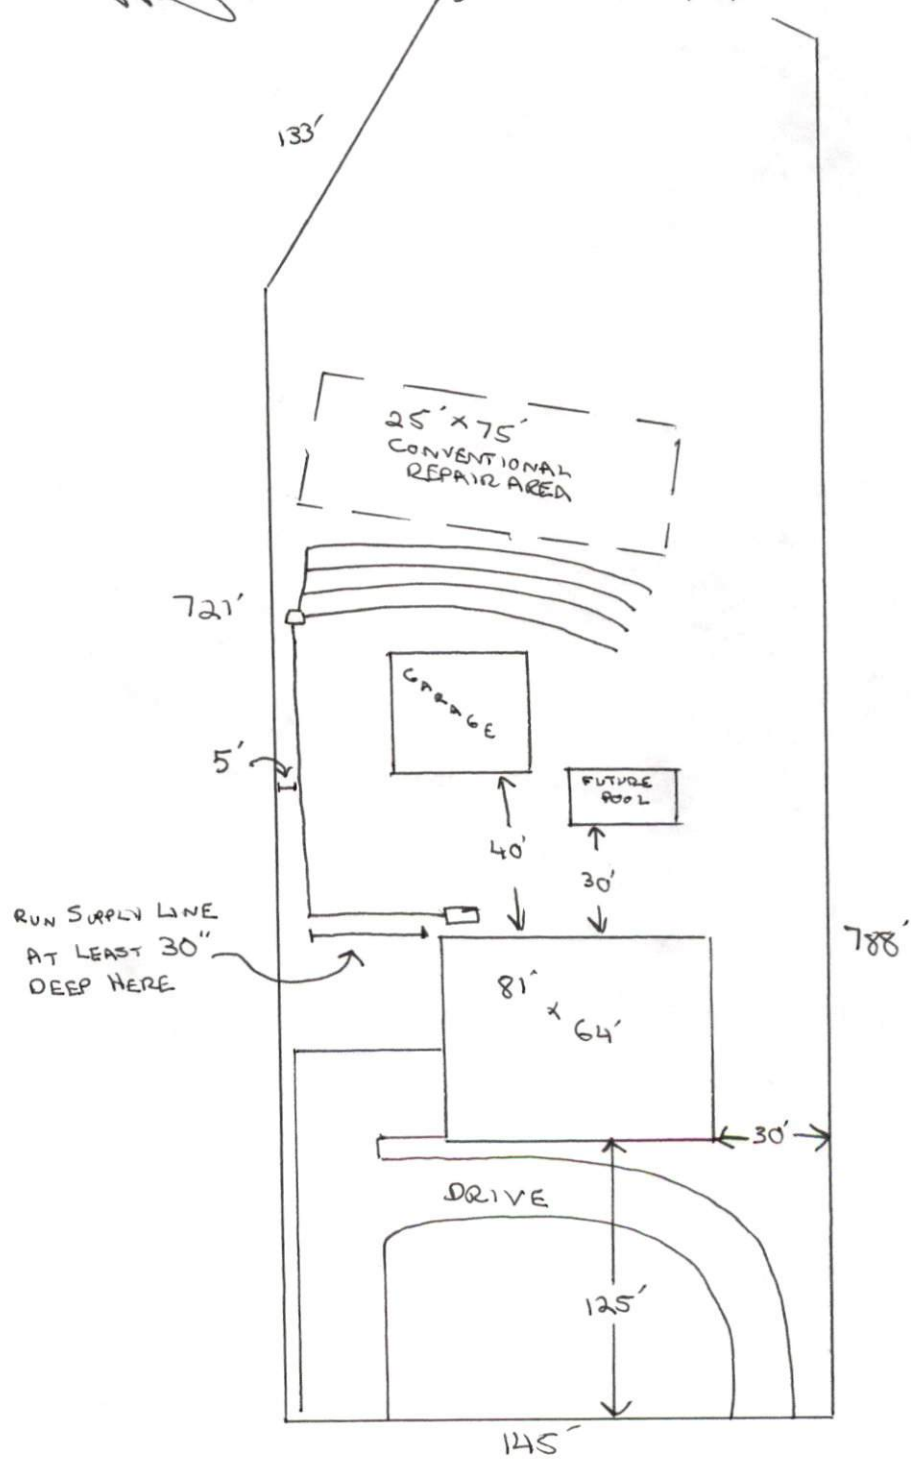 133'
25' x 75'
CONVENTIONAL
REPAIR AREA
721'
GARAGE
5'
FUTURE
POOL
40'
30'
RUN SUPPLY LINE
AT LEAST 30"
DEEP HERE
788'
81'
x
64'
30'
DRIVE
125'
145'